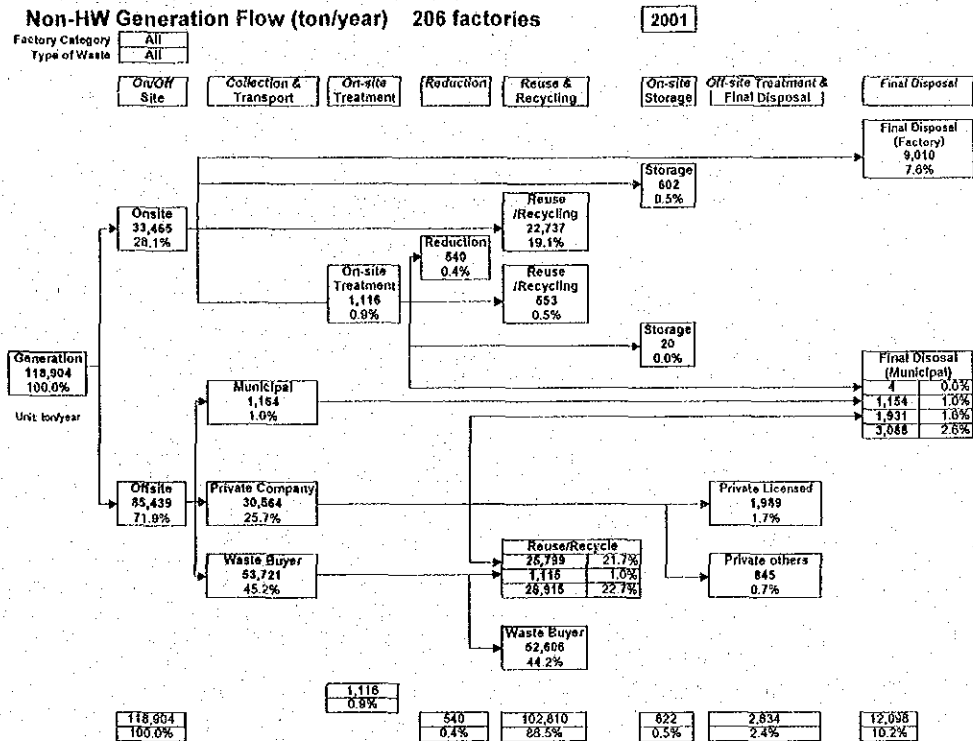 Non-HW Generation Flow (ton/year) 206 factories 2001
Factory Category All
Type of Waste All
On/Off Site
Collection & Transport
On-site Treatment
Reduction
Reuse & Recycling
On-site Storage
Off-site Treatment & Final Disposal
Final Disposal
Final Disposal
(Factory)
9,010
7.6%
Storage
602
0.5%
Onsite
33,465
28.1%
Reuse
/Recycling
22,737
19.1%
Reduction
540
0.4%
On-site
Treatment
1,116
0.9%
Reuse
/Recycling
553
0.5%
Storage
20
0.0%
Generation
118,904
100.0%
Unit: ton/year
Municipal
1,154
1.0%
Final Disosal
(Municipal)
4 0.0%
1,154 1.0%
1,931 1.6%
3,088 2.6%
Offsite
85,439
71.9%
Private Company
30,564
25.7%
Private Licensed
1,989
1.7%
Waste Buyer
53,721
45.2%
Reuse/Recycle
25,799 21.7%
1,115 1.0%
26,915 22.7%
Private others
845
0.7%
Waste Buyer
52,606
44.2%
1,116
0.9%
118,904
100.0%
540
0.4%
102,810
86.5%
622
0.5%
2,834
2.4%
12,098
10.2%